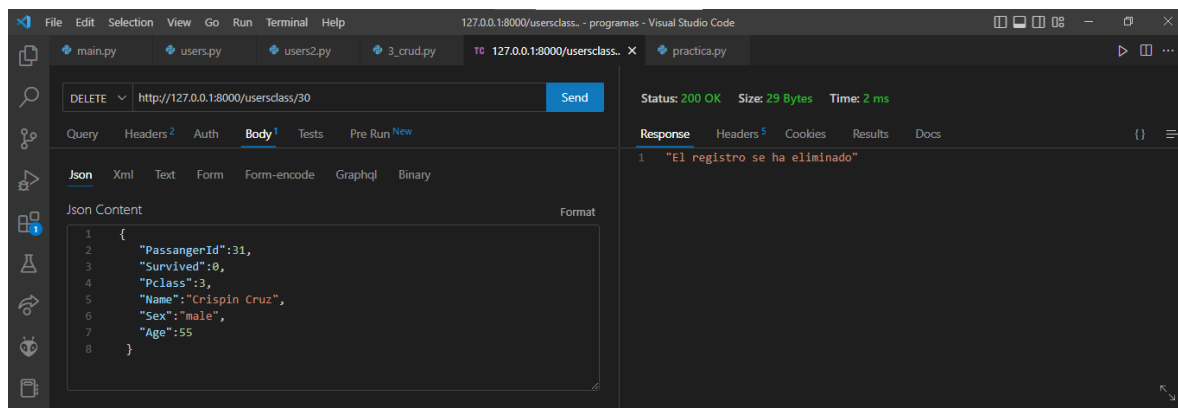 File Edit Selection View Go Run Terminal Help 127.0.0.1:8000/usersclass.. - programas - Visual Studio Code
main.py users.py users2.py 3_crud.py TC 127.0.0.1:8000/usersclass.. practica.py
DELETE http://127.0.0.1:8000/usersclass/30 Send
Status: 200 OK Size: 29 Bytes Time: 2 ms
Query Headers 2 Auth Body 1 Tests Pre Run New
Response Headers 5 Cookies Results Docs {}
1 "El registro se ha eliminado"
Json Xml Text Form Form-encode Graphql Binary
Json Content Format
1 {
2 "PassangerId":31,
3 "Survived":0,
4 "Pclass":3,
5 "Name":"Crispin Cruz",
6 "Sex":"male",
7 "Age":55
8 }
1